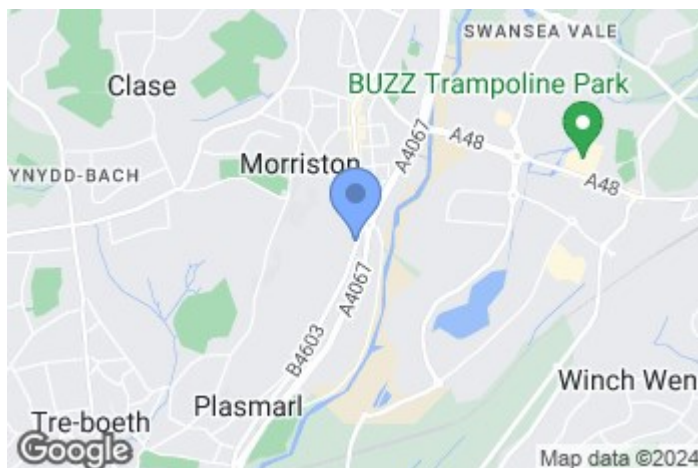 SWANSEA VALE
BUZZ Trampoline Park
Clase
A4067
A48
Morriston
YNYDD-BACH
A48
A4067
B4603
Winch Wen
Plasmarl
Tre-boeth
Google
Map data ©2024